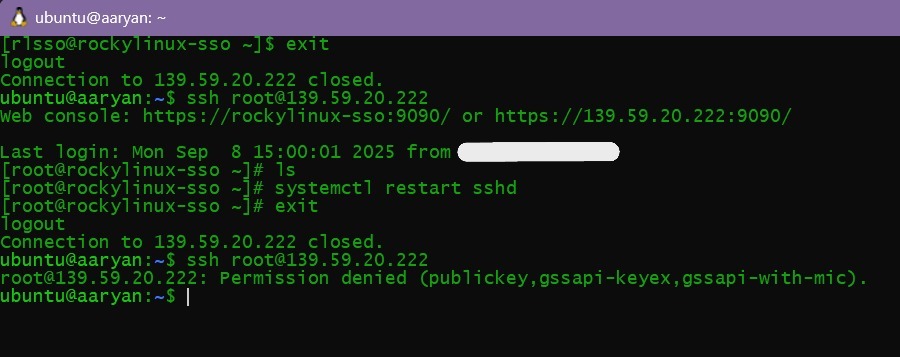 ubuntu@aaryan: ~
[rlsso@rockylinux-sso ~]$ exit
logout
Connection to 139.59.20.222 closed.
ubuntu@aaryan:~$ ssh root@139.59.20.222
Web console: https://rockylinux-sso:9090/ or https://139.59.20.222:9090/

Last login: Mon Sep  8 15:00:01 2025 from
[root@rockylinux-sso ~]# ls
[root@rockylinux-sso ~]# systemctl restart sshd
[root@rockylinux-sso ~]# exit
logout
Connection to 139.59.20.222 closed.
ubuntu@aaryan:~$ ssh root@139.59.20.222
root@139.59.20.222: Permission denied (publickey,gssapi-keyex,gssapi-with-mic).
ubuntu@aaryan:~$